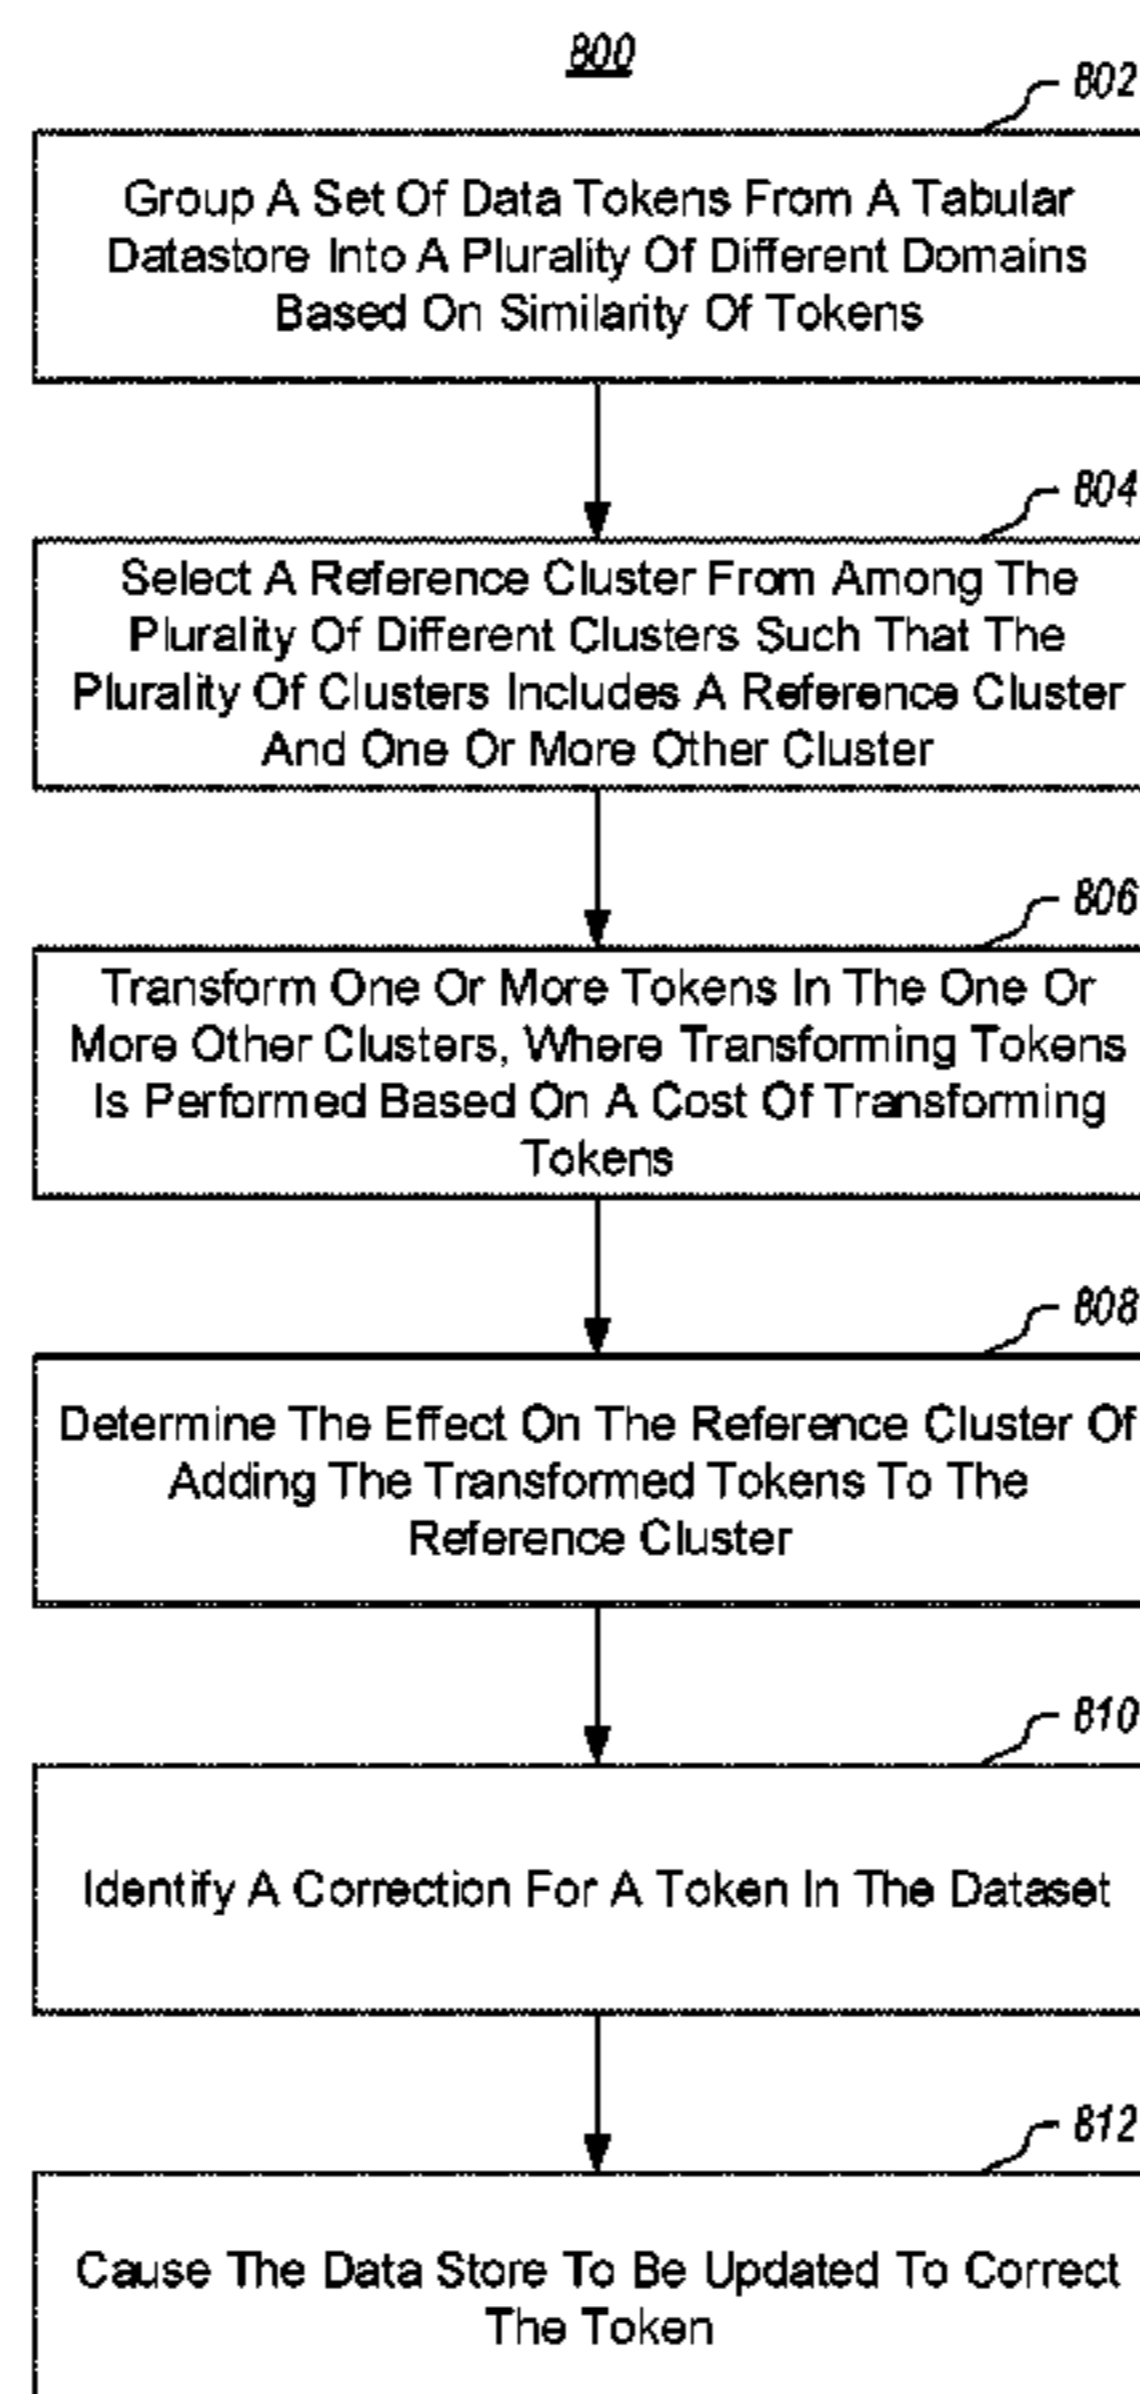 800
802
Group A Set Of Data Tokens From A Tabular
Datastore Into A Plurality Of Different Domains
Based On Similarity Of Tokens
804
Select A Reference Cluster From Among The
Plurality Of Different Clusters Such That The
Plurality Of Clusters Includes A Reference Cluster
And One Or More Other Cluster
806
Transform One Or More Tokens In The One Or
More Other Clusters, Where Transforming Tokens
Is Performed Based On A Cost Of Transforming
Tokens
808
Determine The Effect On The Reference Cluster Of
Adding The Transformed Tokens To The
Reference Cluster
810
Identify A Correction For A Token In The Dataset
812
Cause The Data Store To Be Updated To Correct
The Token